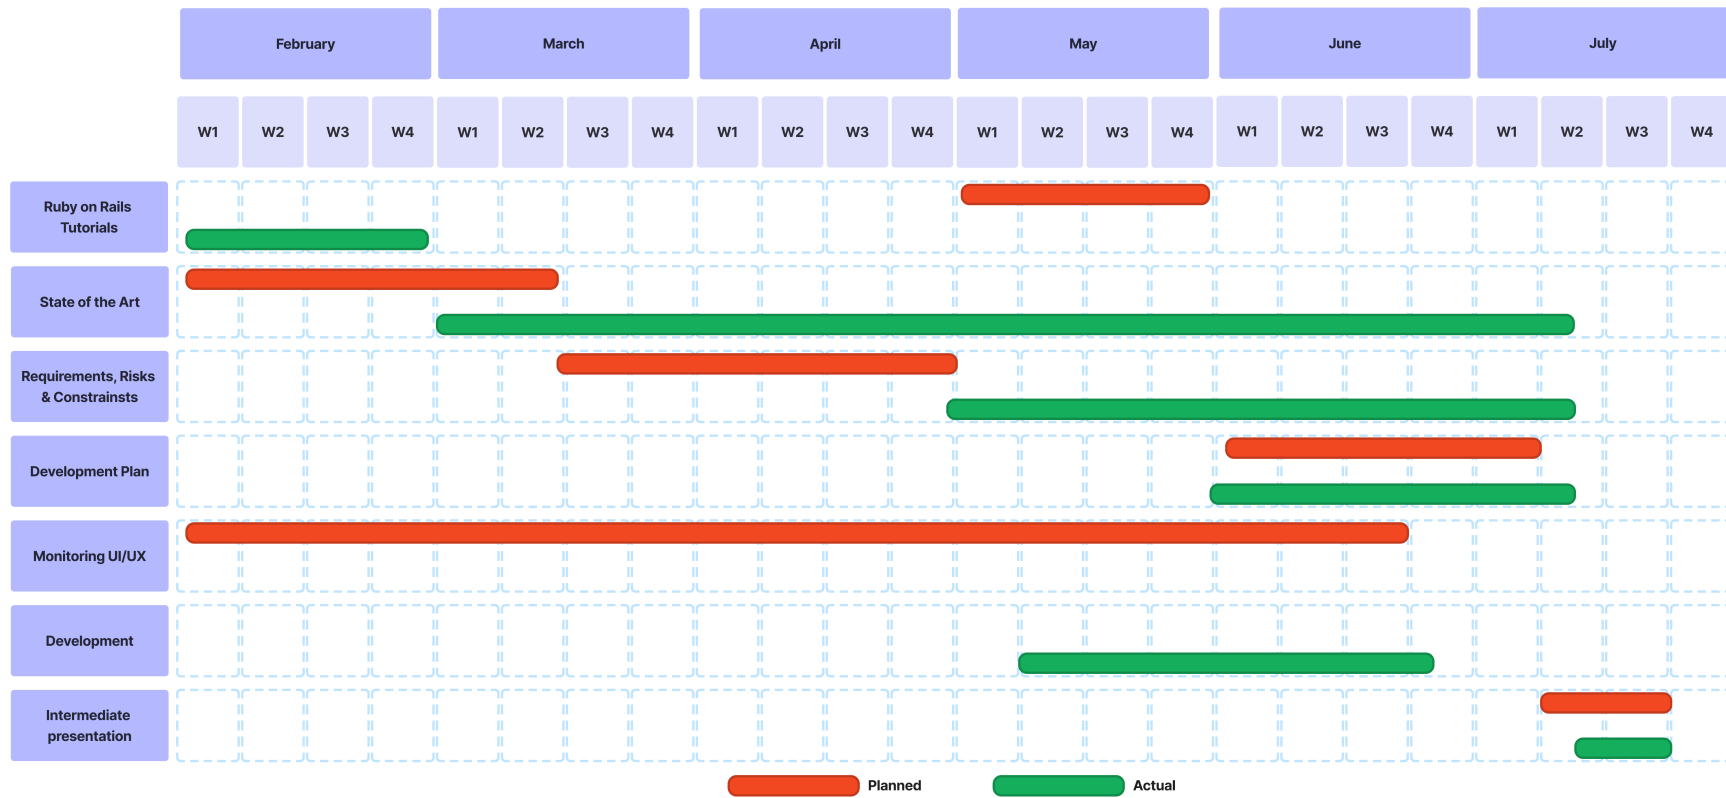 February March April May June July
W1 W2 W3 W4 W1 W2 W3 W4 W1 W2 W3 W4 W1 W2 W3 W4 W1 W2 W3 W4 W1 W2 W3 W4
Ruby on Rails
Tutorials
State of the Art
Requirements, Risks
& Constrainsts
Development Plan
Monitoring UI/UX
Development
Intermediate
presentation
Planned Actual